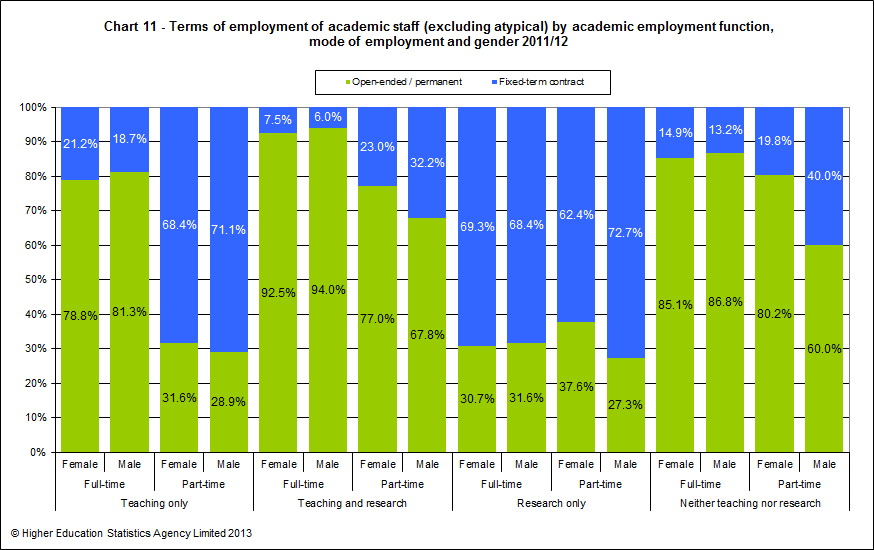 Chart 11 - Terms of employment of academic staff (excluding atypical) by academic employment function,
mode of employment and gender 2011/12
Open-ended / permanent Fixed-term contract
100%
90%
80%
70%
60%
50%
40%
30%
20%
10%
0%
21.2% 18.7% 68.4% 71.1% 7.5% 6.0% 23.0% 32.2% 69.3% 68.4% 62.4% 72.7% 14.9% 13.2% 19.8% 40.0%
78.8% 81.3% 31.6% 28.9% 92.5% 94.0% 77.0% 67.8% 30.7% 31.6% 37.6% 27.3% 85.1% 86.8% 80.2% 60.0%
Female Male Female Male Female Male Female Male Female Male Female Male Female Male Female Male
Full-time Part-time Full-time Part-time Full-time Part-time Full-time Part-time
Teaching only Teaching and research Research only Neither teaching nor research
© Higher Education Statistics Agency Limited 2013